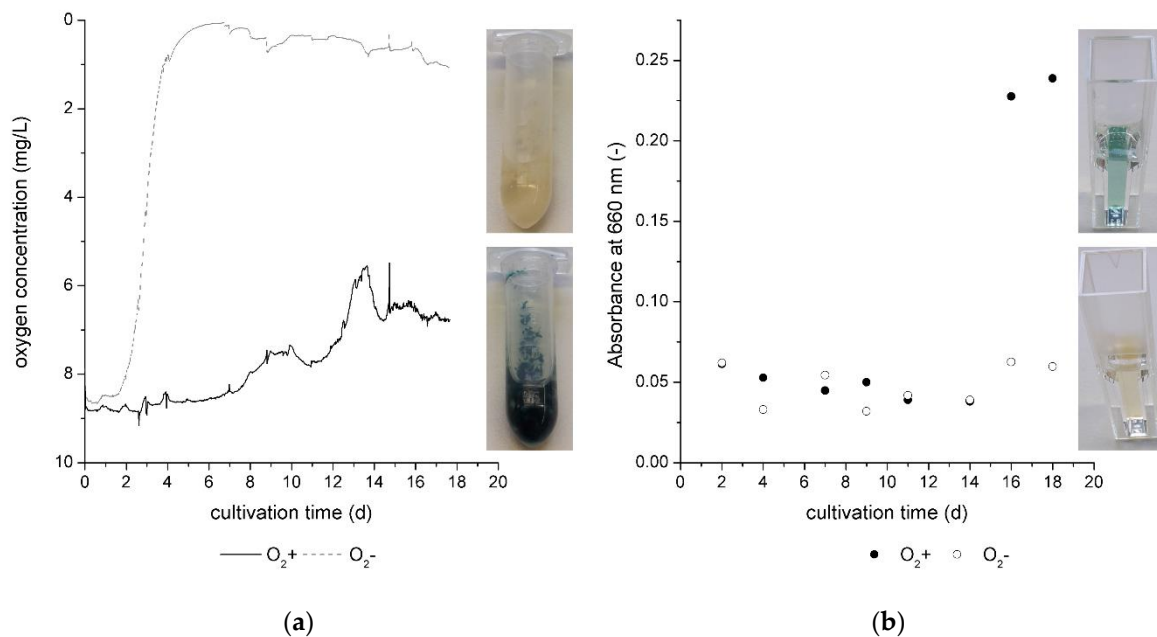 0
2
4
6
8
10
oxygen concentration (mg/L)
0 2 4 6 8 10 12 14 16 18 20
cultivation time (d)
O₂+ O₂-
(a)
0.25
0.20
0.15
0.10
0.05
0.00
Absorbance at 660 nm (-)
0 2 4 6 8 10 12 14 16 18 20
cultivation time (d)
O₂+ O₂-
(b)